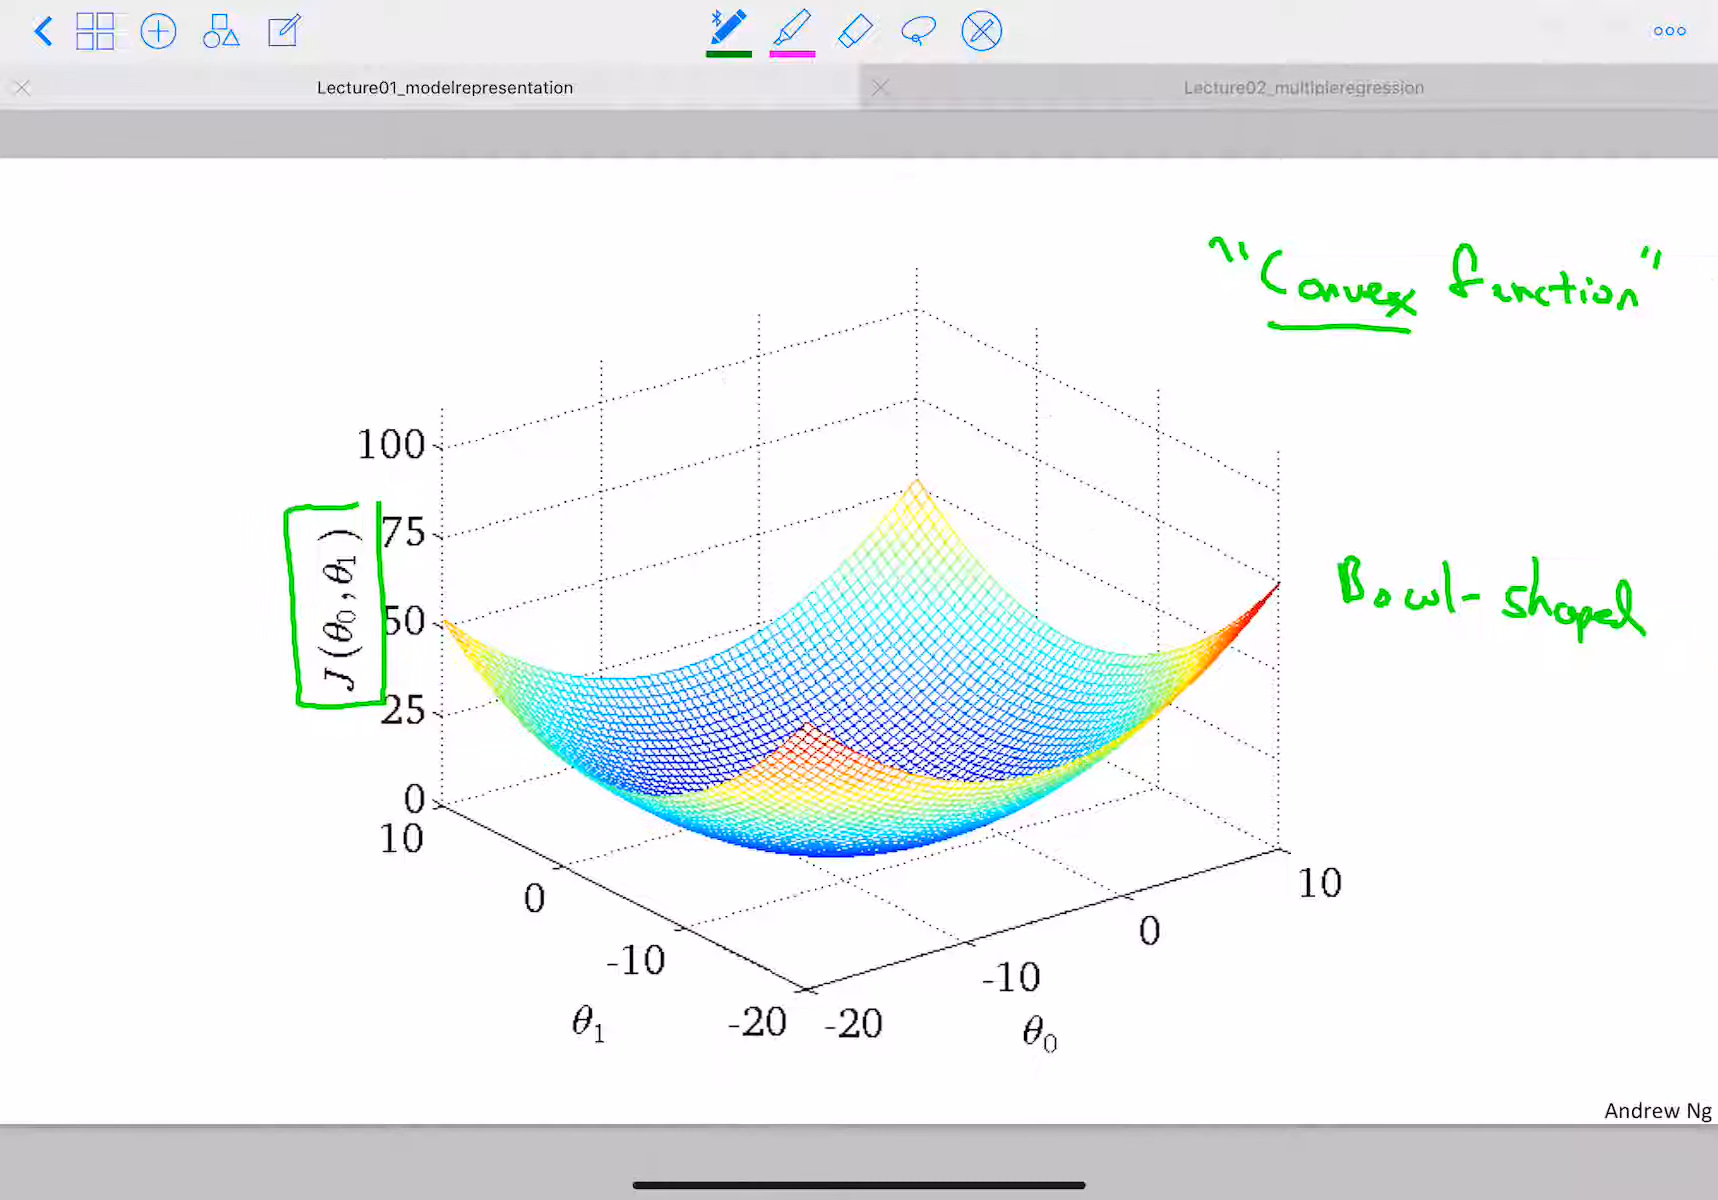 Lecture01_modelrepresentation
Lecture02_multipleregression
"Convex function"
100
75
50
25
0
J(θ₀, θ₁)
Bowl-shaped
10
0
-10
-20
θ₁
-20
-10
0
10
θ₀
Andrew Ng